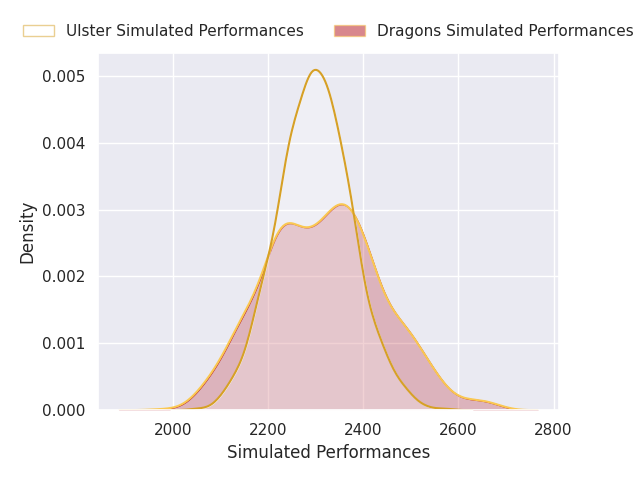 Ulster Simulated Performances
Dragons Simulated Performances
0.005
0.004
0.003
0.002
0.001
0.000
Density
2000
2200
2400
2600
2800
Simulated Performances